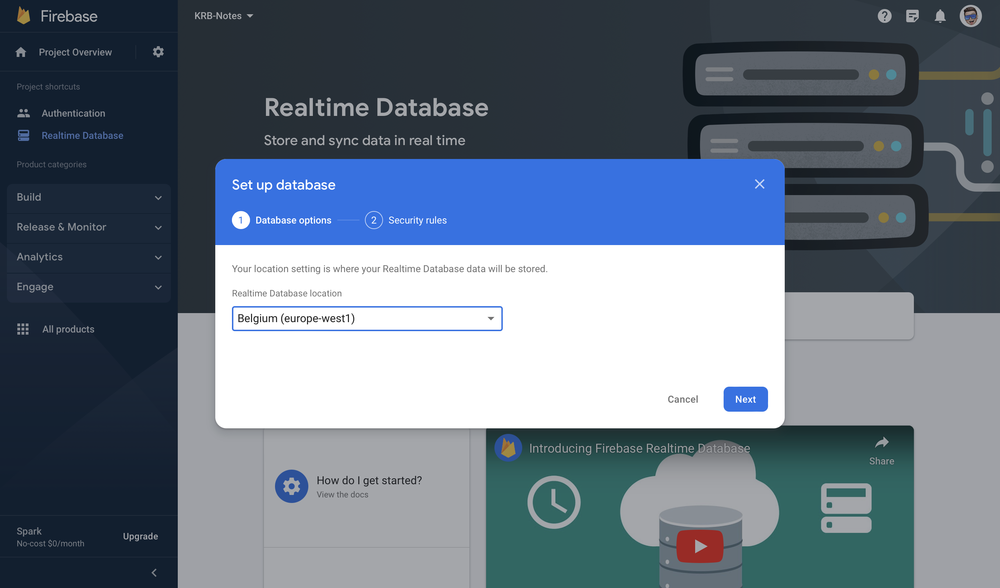 Firebase
Project Overview
Project shortcuts
Authentication
Realtime Database
Product categories
Build
Release & Monitor
Analytics
Engage
All products
Spark
No-cost $0/month
Upgrade
KRB-Notes
Realtime Database
Store and sync data in real time
Set up database
1 Database options
2 Security rules
Your location setting is where your Realtime Database data will be stored.
Realtime Database location
Belgium (europe-west1)
Cancel
Next
How do I get started?
View the docs
Introducing Firebase Realtime Database
Share